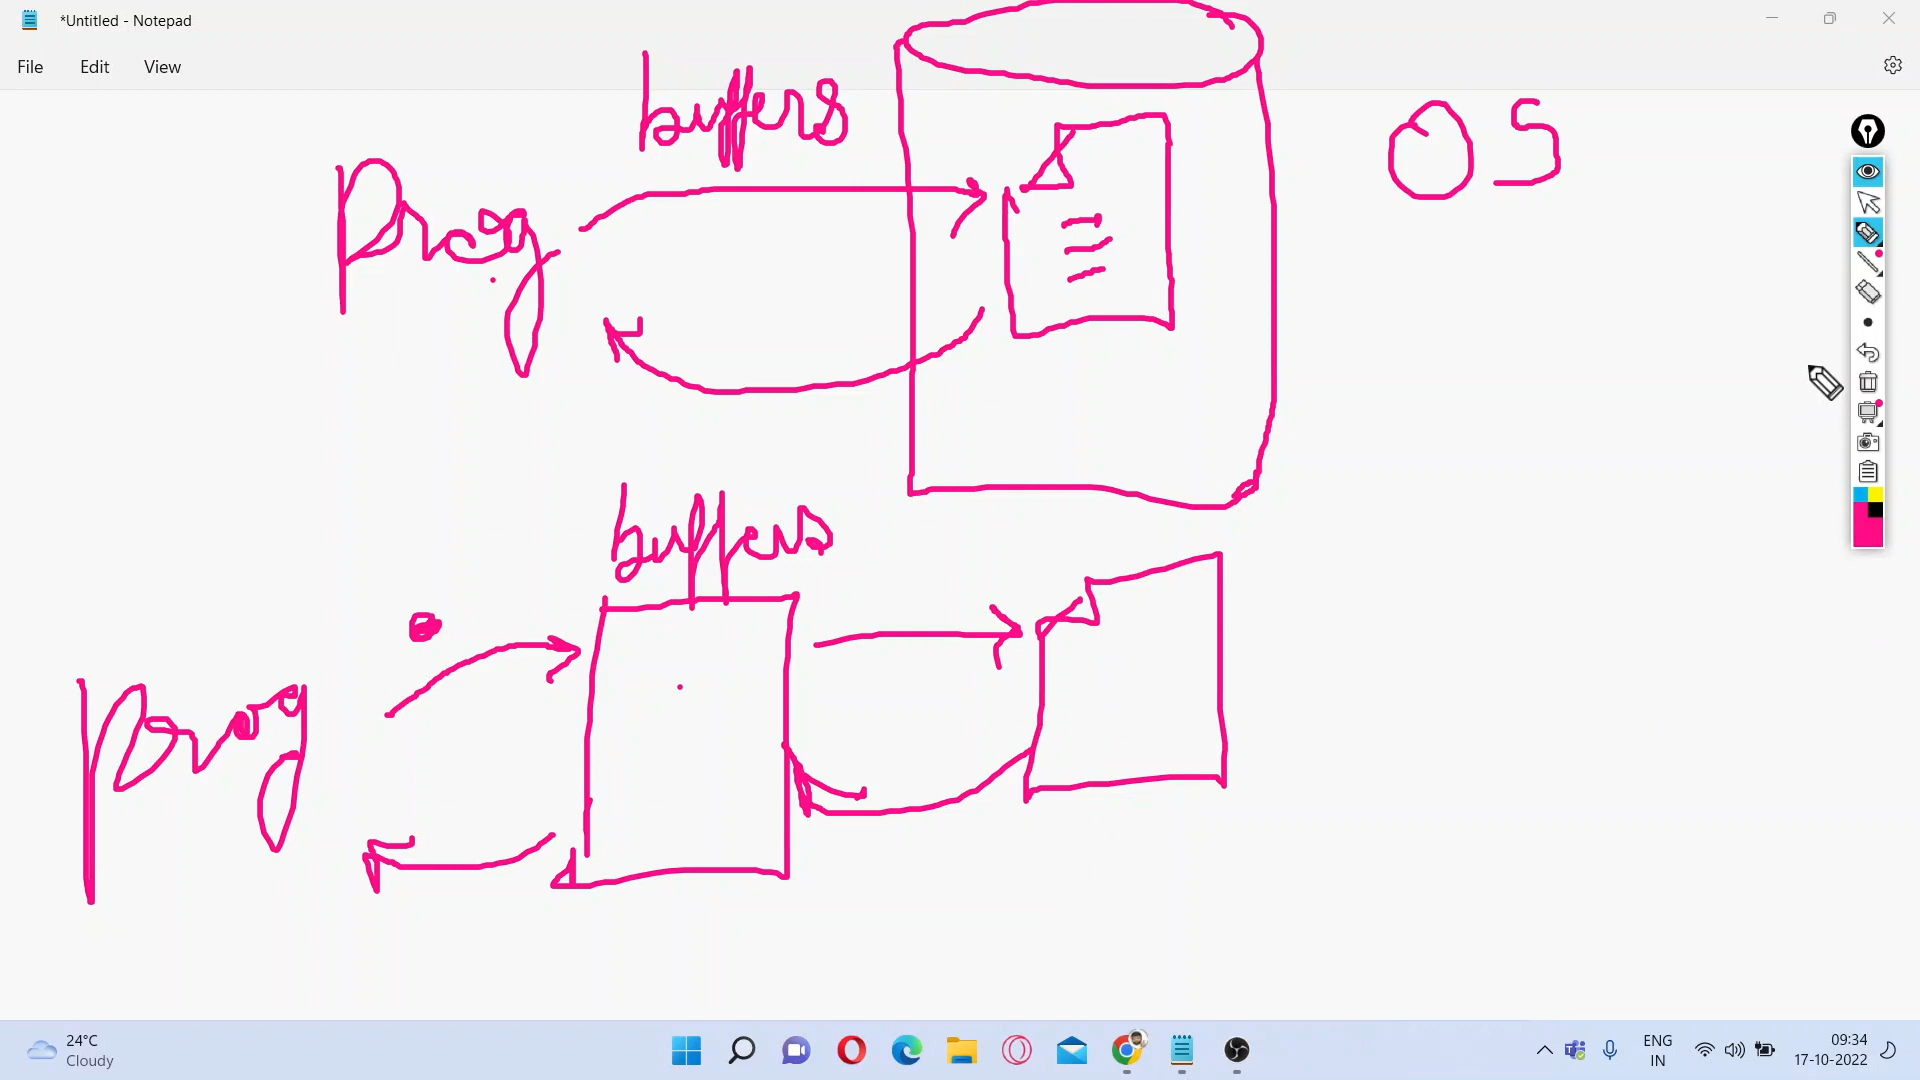 *Untitled - Notepad
File Edit View
buffers
OS
Prog
buffers
prog
24°C
Cloudy
ENG
IN
09:34
17-10-2022